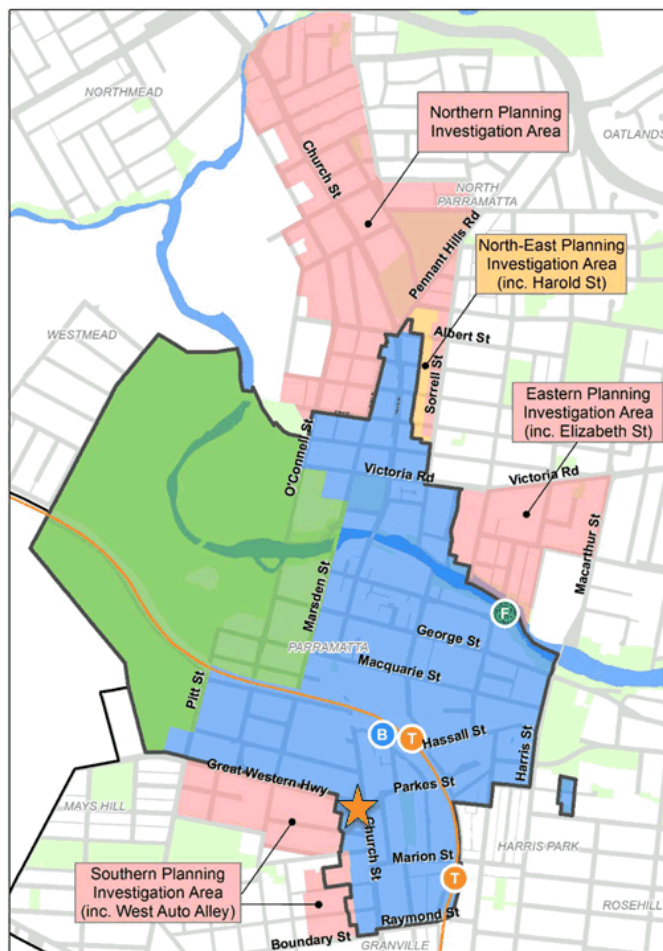 NORTHMEAD
Northern Planning
Investigation Area
OATLANDS
Church St
NORTH
PARRAMATTA
Pennant Hills Rd
North-East Planning
Investigation Area
(inc. Harold St)
Albert St
WESTMEAD
Sorrell St
Eastern Planning
Investigation Area
(inc. Elizabeth St)
O'Connell St
Victoria Rd
Victoria Rd
Macarthur St
Marsden St
F
George St
PARRAMATTA
Macquarie St
Pitt St
B
T
Hassall St
Harris St
Great Western Hwy
Parkes St
MAYS HILL
Church St
HARRIS PARK
Marion St
Southern Planning
Investigation Area
(inc. West Auto Alley)
T
ROSEHILL
Raymond St
Boundary St
GRANVILLE